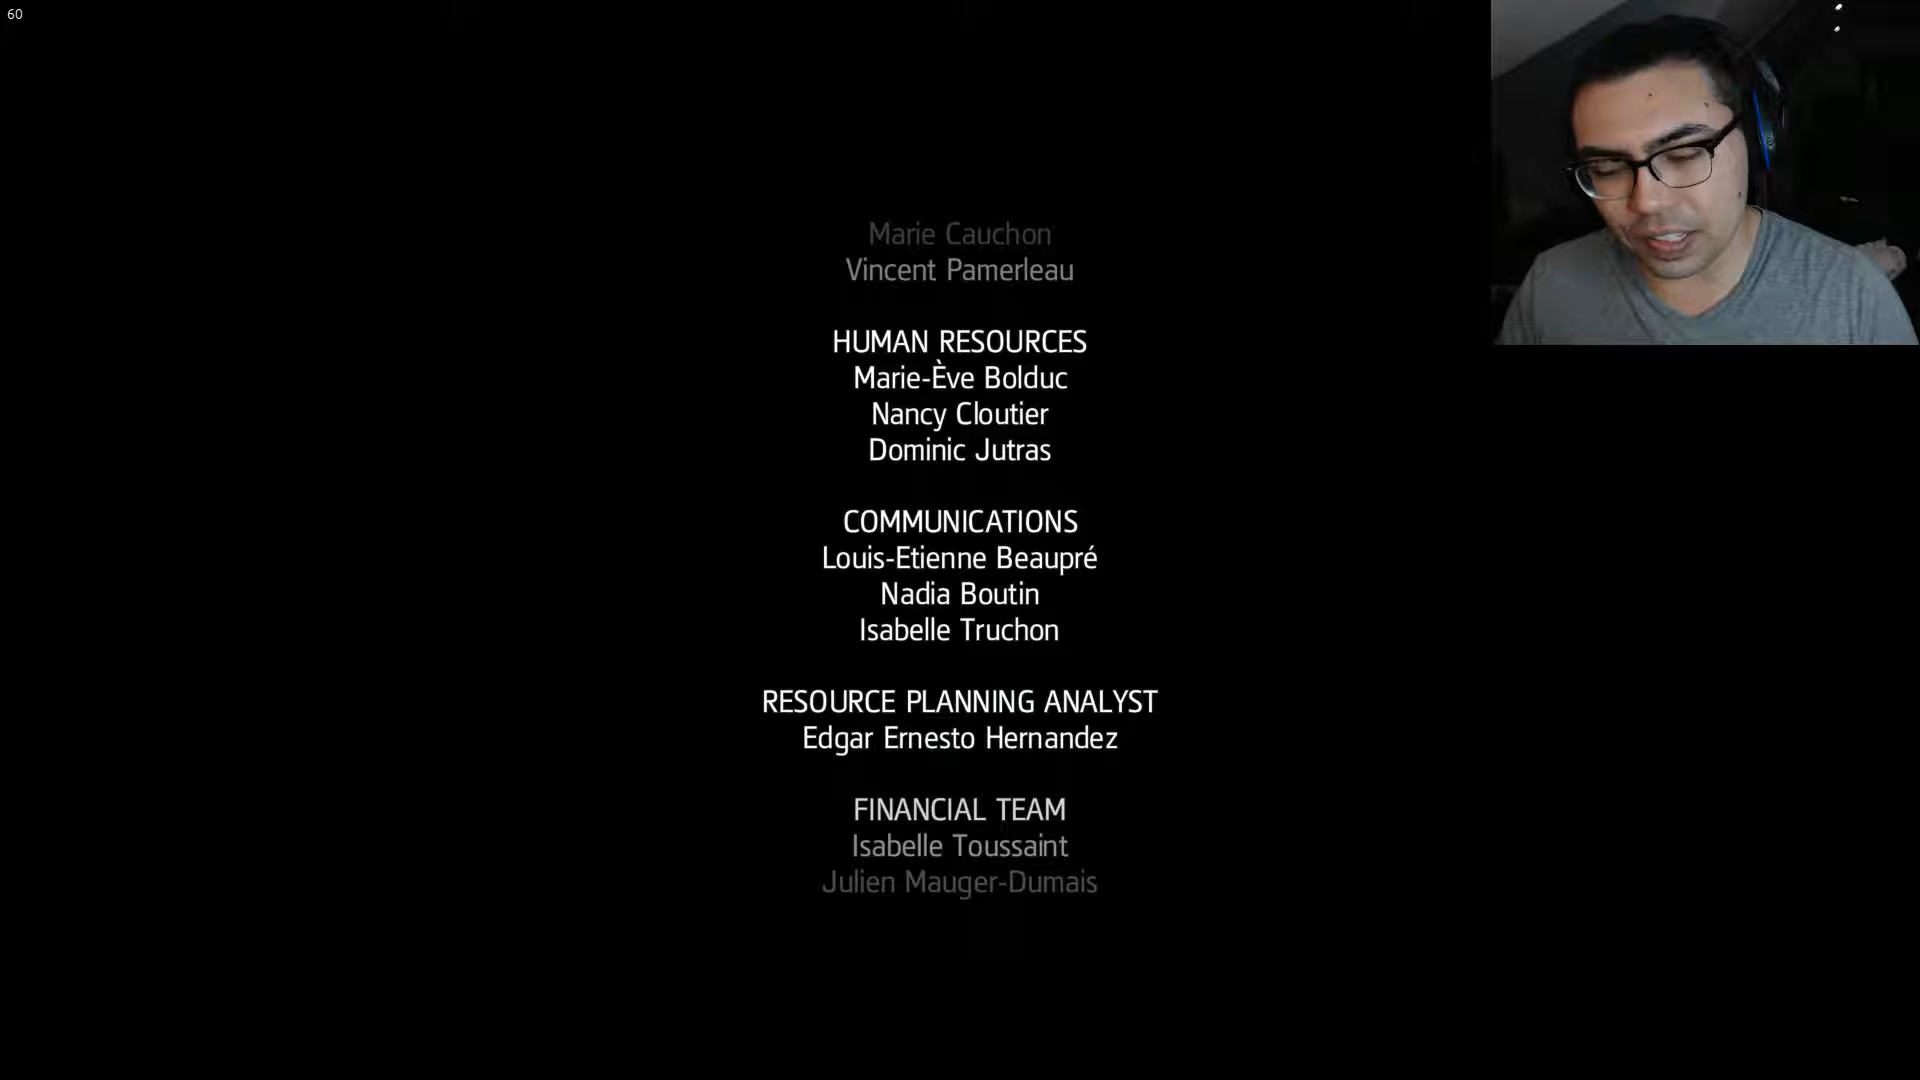 60
Marie Cauchon
Vincent Pamerleau
HUMAN RESOURCES
Marie-Ève Bolduc
Nancy Cloutier
Dominic Jutras
COMMUNICATIONS
Louis-Etienne Beaupré
Nadia Boutin
Isabelle Truchon
RESOURCE PLANNING ANALYST
Edgar Ernesto Hernandez
FINANCIAL TEAM
Isabelle Toussaint
Julien Mauger-Dumais